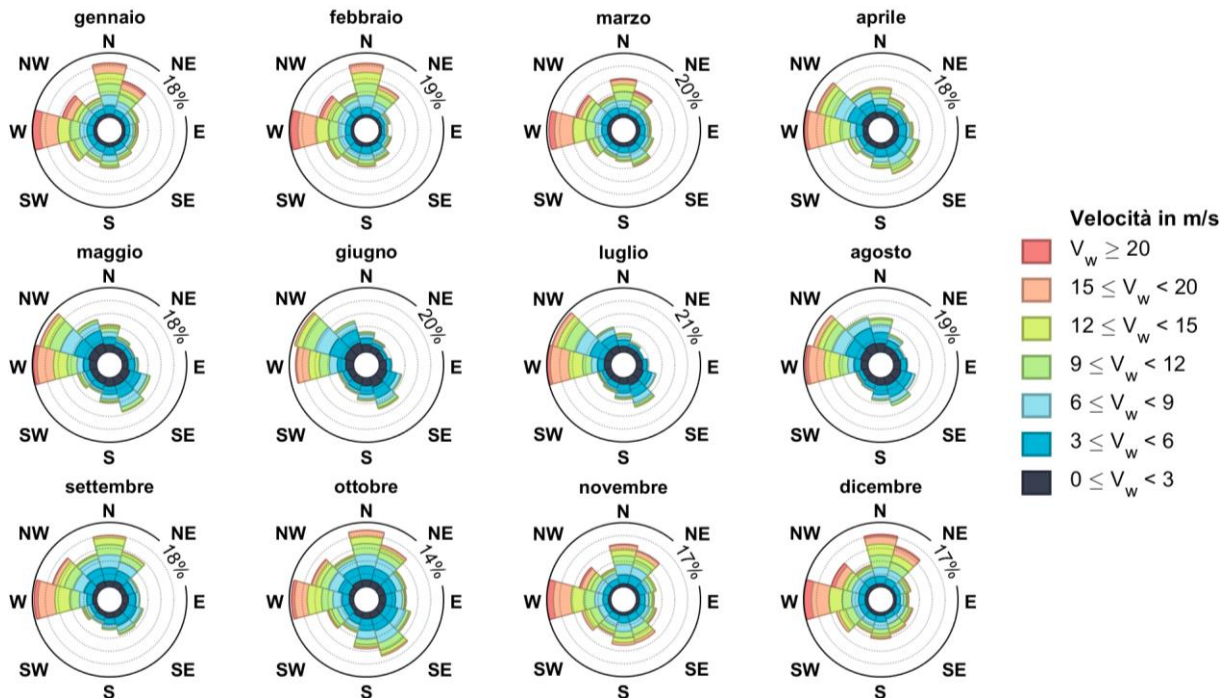 gennaio
N
NW
NE
18%
W
E
SW
SE
S
febbraio
N
NW
NE
19%
W
E
SW
SE
S
marzo
N
NW
NE
20%
W
E
SW
SE
S
aprile
N
NW
NE
18%
W
E
SW
SE
S
maggio
N
NW
NE
18%
W
E
SW
SE
S
giugno
N
NW
NE
20%
W
E
SW
SE
S
luglio
N
NW
NE
21%
W
E
SW
SE
S
agosto
N
NW
NE
19%
W
E
SW
SE
S
settembre
N
NW
NE
18%
W
E
SW
SE
S
ottobre
N
NW
NE
14%
W
E
SW
SE
S
novembre
N
NW
NE
17%
W
E
SW
SE
S
dicembre
N
NW
NE
17%
W
E
SW
SE
S
Velocità in m/s
V_w ≥ 20
15 ≤ V_w < 20
12 ≤ V_w < 15
9 ≤ V_w < 12
6 ≤ V_w < 9
3 ≤ V_w < 6
0 ≤ V_w < 3